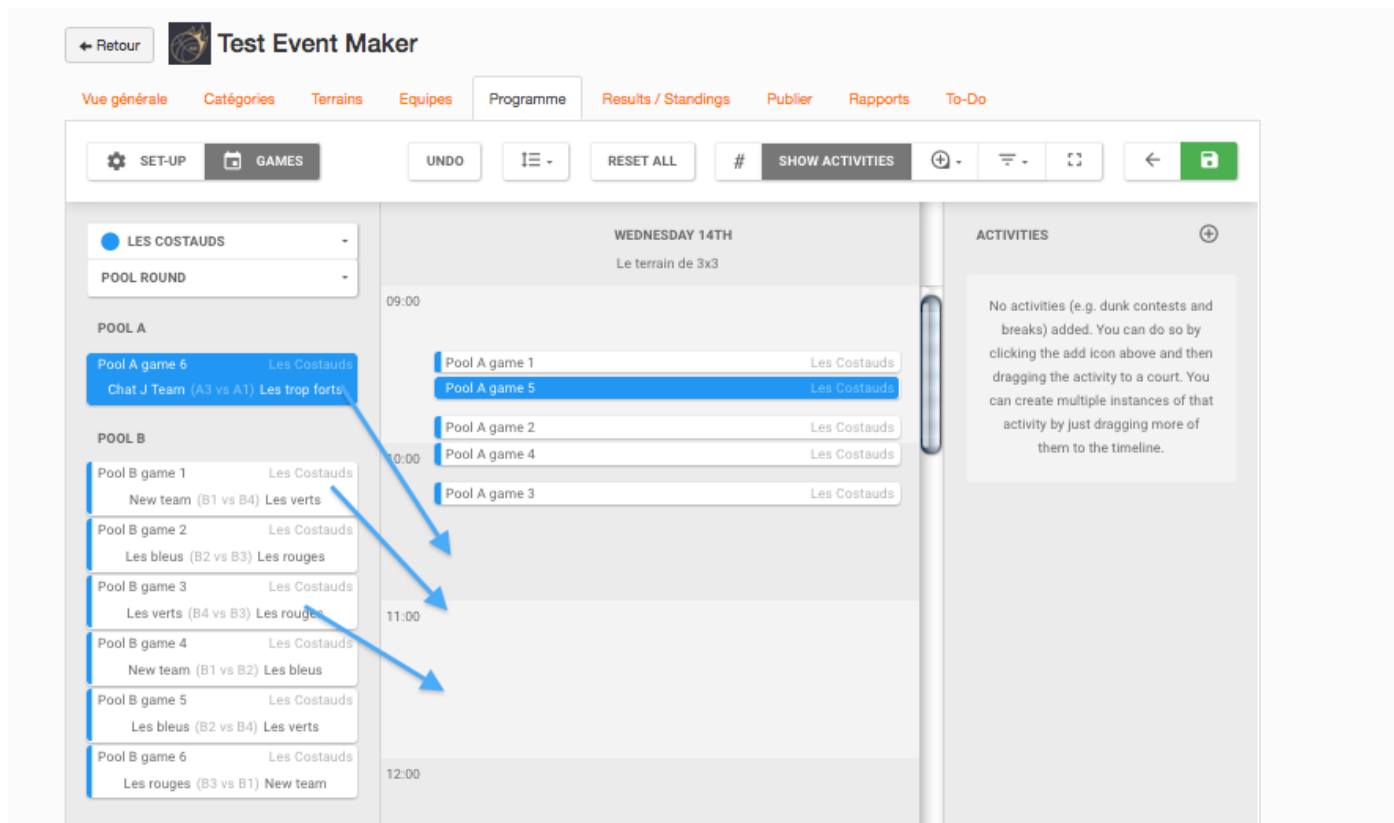 Retour
Test Event Maker
Vue générale Catégories Terrains Equipes Programme Results / Standings Publier Rapports To-Do
SET-UP GAMES UNDO RESET ALL # SHOW ACTIVITIES
LES COSTAUDS
POOL ROUND
POOL A
Pool A game 6 Les Costauds
Chat J Team (A3 vs A1) Les trop forts
POOL B
Pool B game 1 Les Costauds
New team (B1 vs B4) Les verts
Pool B game 2 Les Costauds
Les bleus (B2 vs B3) Les rouges
Pool B game 3 Les Costauds
Les verts (B4 vs B3) Les rouges
Pool B game 4 Les Costauds
New team (B1 vs B2) Les bleus
Pool B game 5 Les Costauds
Les bleus (B2 vs B4) Les verts
Pool B game 6 Les Costauds
Les rouges (B3 vs B1) New team
WEDNESDAY 14TH
Le terrain de 3x3
09:00
Pool A game 1 Les Costauds
Pool A game 5 Les Costauds
Pool A game 2 Les Costauds
10:00
Pool A game 4 Les Costauds
Pool A game 3 Les Costauds
11:00
12:00
ACTIVITIES
No activities (e.g. dunk contests and
breaks) added. You can do so by
clicking the add icon above and then
dragging the activity to a court. You
can create multiple instances of that
activity by just dragging more of
them to the timeline.